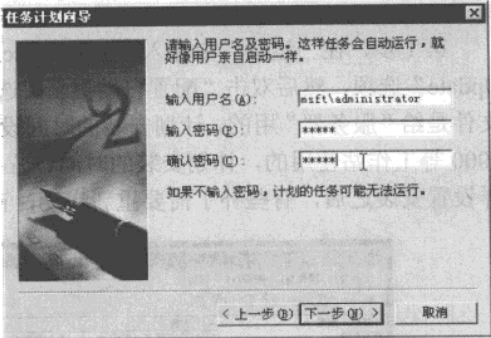 任务计划向导
请输入用户名及密码。这样任务会自动运行，就
好像用户亲自启动一样。
输入用户名(A):
msft\administrator
输入密码(P):
*****
确认密码(C):
*****
如果不输入密码，计划的任务可能无法运行。
< 上一步(B)
下一步(N) >
取消